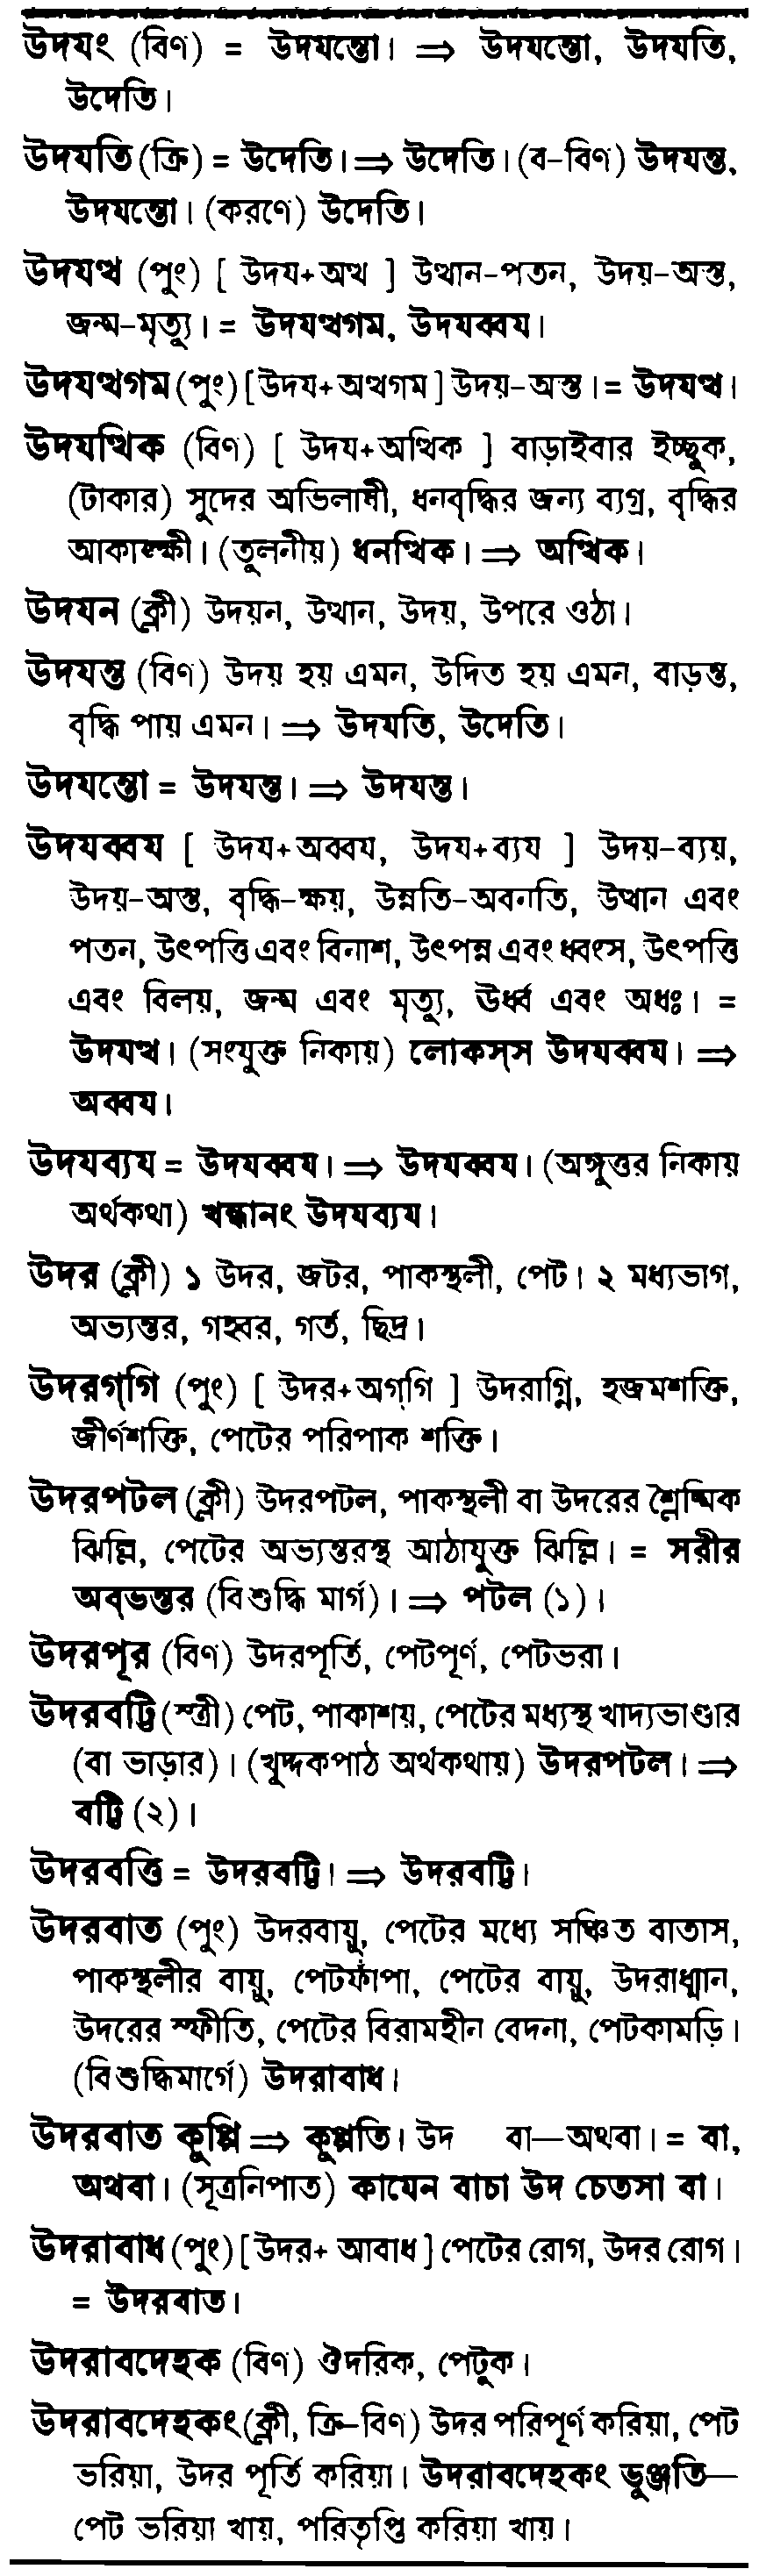 উদযং (বিণ) = উদযন্তো। ⇒ উদযন্তো, উদযতি,
উদেতি।
উদযতি (ক্রি) = উদেতি। ⇒ উদেতি। (ব-বিণ) উদযন্ত,
উদযন্তো। (করণে) উদেতি।
উদযত্থ (পুং) [ উদয+অত্থ ] উত্থান-পতন, উদয়-অস্ত,
জন্ম-মৃত্যু। = উদযত্থগম, উদযব্বয।
উদযত্থগম (পুং) [উদয+অত্থগম] উদয়-অস্ত। = উদযত্থ।
উদযত্থিক (বিণ) [ উদয+অত্থিক ] বাড়াইবার ইচ্ছুক,
(টাকার) সুদের অভিলাষী, ধনবৃদ্ধির জন্য ব্যগ্র, বৃদ্ধির
আকাঙ্ক্ষী। (তুলনীয়) ধনত্থিক। ⇒ অত্থিক।
উদযন (ক্লী) উদয়ন, উত্থান, উদয়, উপরে ওঠা।
উদযন্ত (বিণ) উদয় হয় এমন, উদিত হয় এমন, বাড়ন্ত,
বৃদ্ধি পায় এমন। ⇒ উদযতি, উদেতি।
উদযন্তো = উদযন্ত। ⇒ উদযন্ত।
উদযব্বয [ উদয+অব্বয, উদয+ব্যয ] উদয়-ব্যয়,
উদয়-অস্ত, বৃদ্ধি-ক্ষয়, উন্নতি-অবনতি, উত্থান এবং
পতন, উৎপত্তি এবং বিনাশ, উৎপন্ন এবং ধ্বংস, উৎপত্তি
এবং বিলয়, জন্ম এবং মৃত্যু, ঊর্ধ্ব এবং অধঃ। =
উদযত্থ। (সংযুক্ত নিকায়) লোকস্‌স উদযব্বয। ⇒
অব্বয।
উদযব্যয = উদযব্বয। ⇒ উদযব্বয। (অঙ্গুত্তর নিকায়
অর্থকথা) খন্ধানং উদযব্যয।
উদর (ক্লী) ১ উদর, জটর, পাকস্থলী, পেট। ২ মধ্যভাগ,
অভ্যন্তর, গহ্বর, গর্ত, ছিদ্র।
উদরগ্‌গি (পুং) [ উদর+অগ্‌গি ] উদরাগ্নি, হজমশক্তি,
জীর্ণশক্তি, পেটের পরিপাক শক্তি।
উদরপটল (ক্লী) উদরপটল, পাকস্থলী বা উদরের শ্লৈষ্মিক
ঝিল্লি, পেটের অভ্যন্তরস্থ আঠাযুক্ত ঝিল্লি। = সরীর
অব্‌ভন্তর (বিশুদ্ধি মার্গ)। ⇒ পটল (১)।
উদরপূর (বিণ) উদরপূর্তি, পেটপূর্ণ, পেটভরা।
উদরবট্টি (স্ত্রী) পেট, পাকাশয়, পেটের মধ্যস্থ খাদ্যভাণ্ডার
(বা ভাড়ার)। (খুদ্দকপাঠ অর্থকথায়) উদরপটল। ⇒
বট্টি (২)।
উদরবত্তি = উদরবট্টি। ⇒ উদরবট্টি।
উদরবাত (পুং) উদরবায়ু, পেটের মধ্যে সঞ্চিত বাতাস,
পাকস্থলীর বায়ু, পেটফাঁপা, পেটের বায়ু, উদরাধ্মান,
উদরের স্ফীতি, পেটের বিরামহীন বেদনা, পেটকামড়ি।
(বিশুদ্ধিমার্গে) উদরাবাধ।
উদরবাত কুপ্পি ⇒ কুপ্পতি। উদ বা—অথবা। = বা,
অথবা। (সূত্রনিপাত) কাযেন বাচা উদ চেতসা বা।
উদরাবাধ (পুং) [উদর+ আবাধ] পেটের রোগ, উদর রোগ।
= উদরবাত।
উদরাবদেহক (বিণ) ঔদরিক, পেটুক।
উদরাবদেহকং (ক্লী, ক্রি-বিণ) উদর পরিপূর্ণ করিয়া, পেট
ভরিয়া, উদর পূর্তি করিয়া। উদরাবদেহকং ভুঞ্জতি—
পেট ভরিয়া খায়, পরিতৃপ্তি করিয়া খায়।